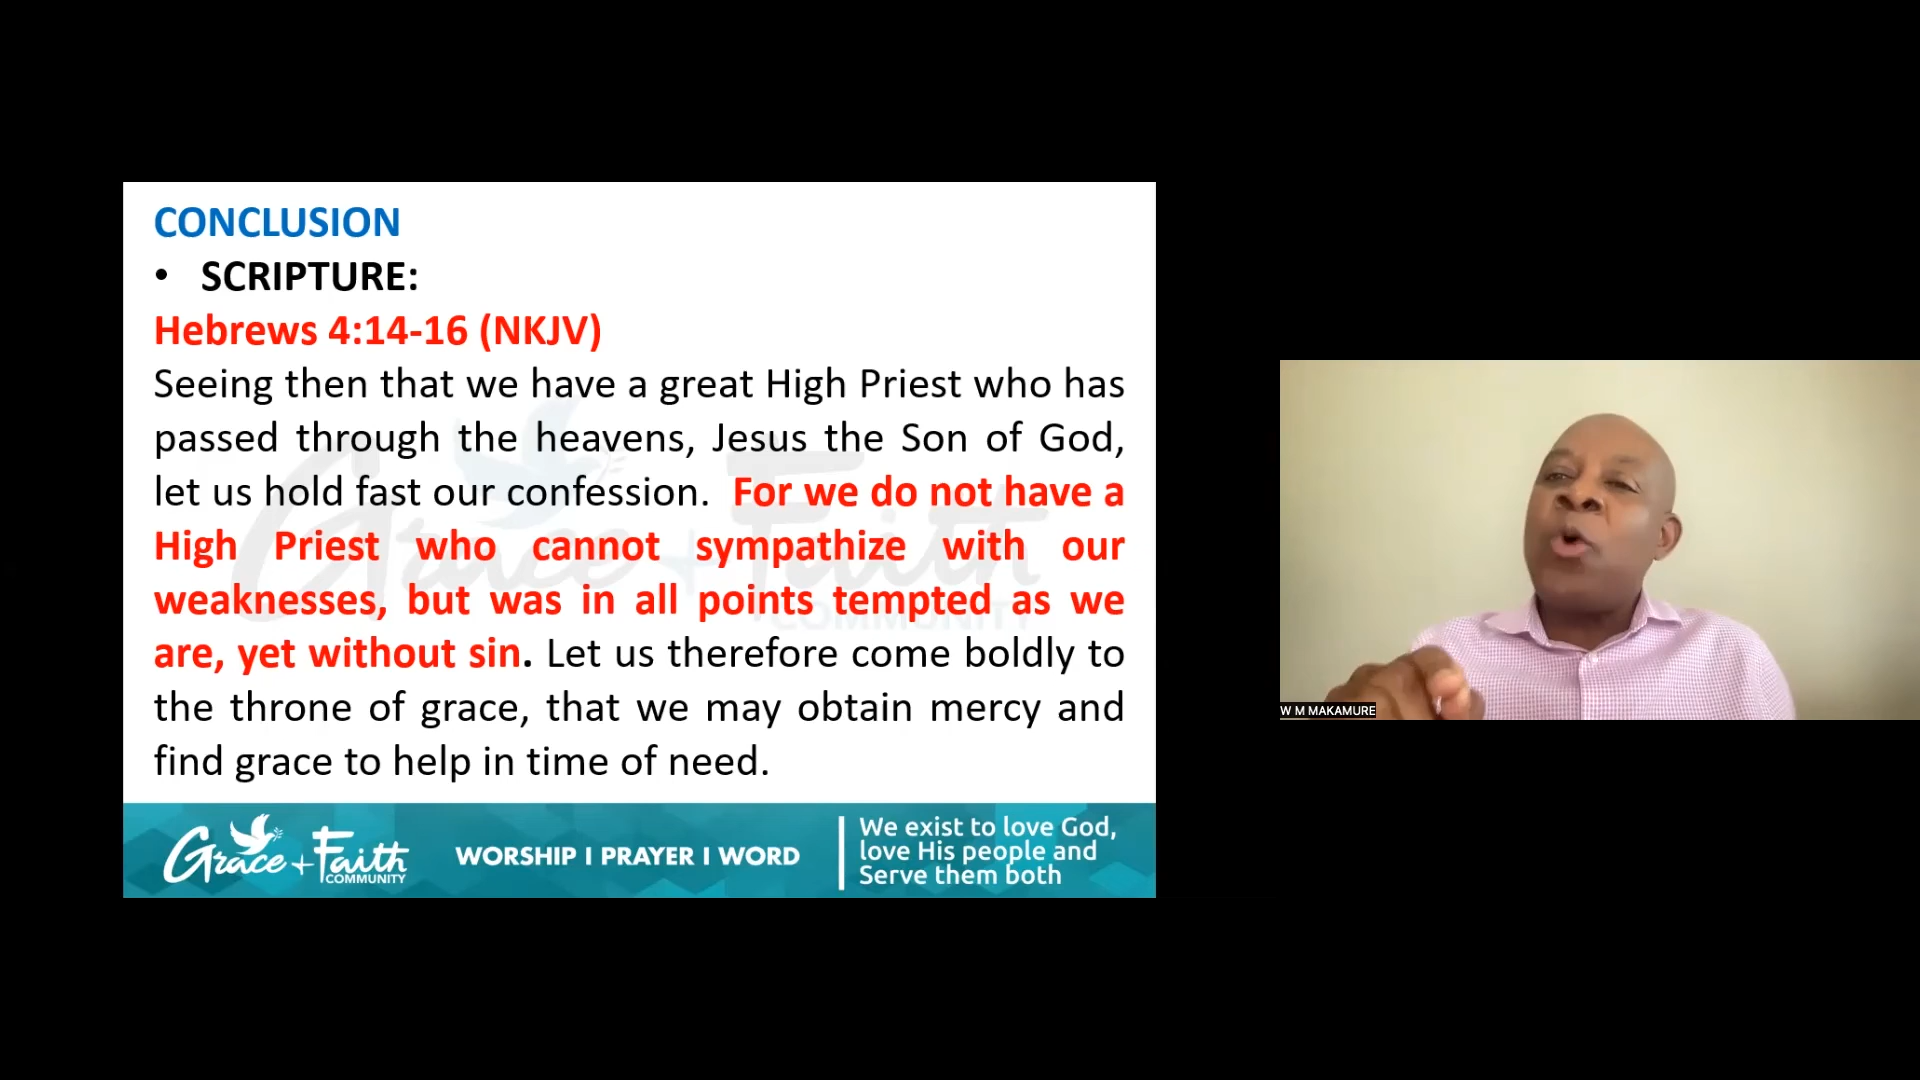 CONCLUSION
• SCRIPTURE:
Hebrews 4:14-16 (NKJV)
Seeing then that we have a great High Priest who has
passed through the heavens, Jesus the Son of God,
let us hold fast our confession. For we do not have a
High Priest who cannot sympathize with our
weaknesses, but was in all points tempted as we
are, yet without sin. Let us therefore come boldly to
the throne of grace, that we may obtain mercy and
find grace to help in time of need.
Grace + Faith
COMMUNITY
WORSHIP | PRAYER | WORD
We exist to love God,
love His people and
Serve them both
W M MAKAMURE